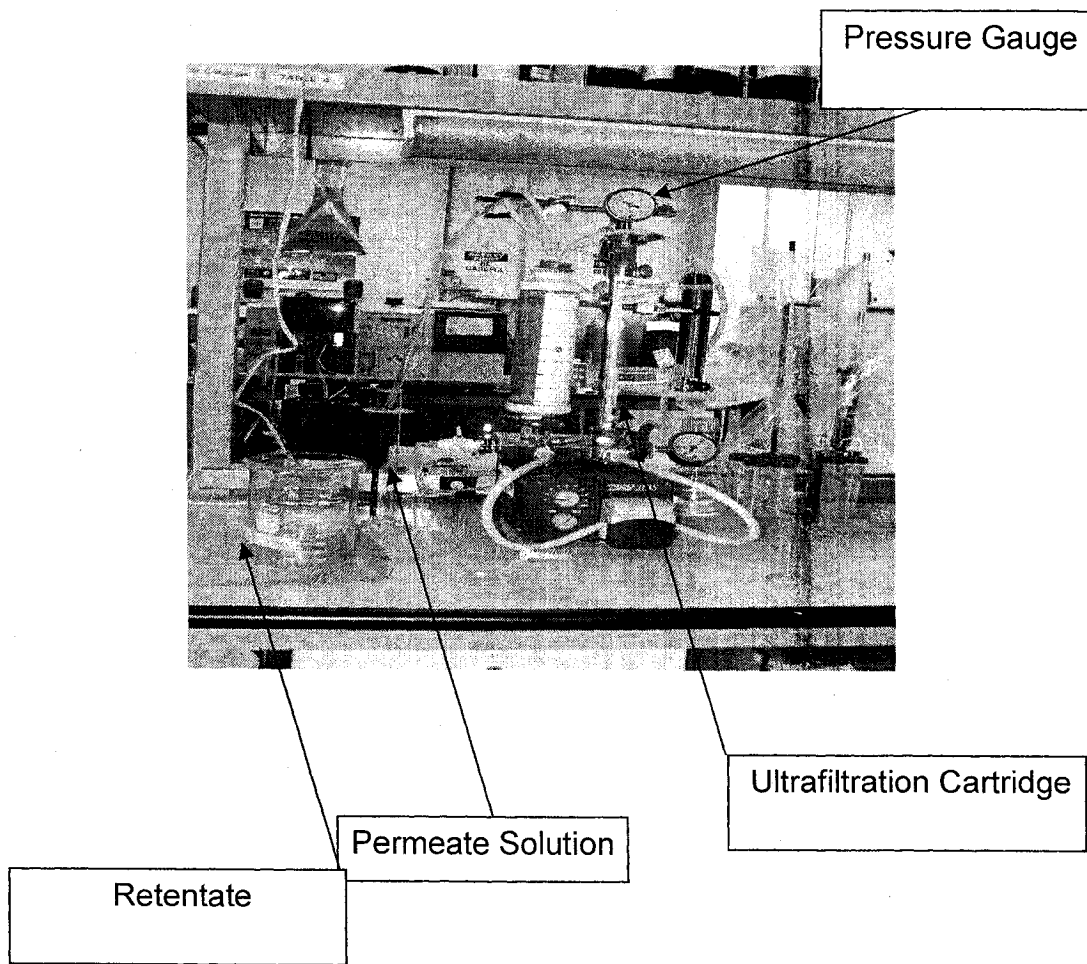 Pressure Gauge
Ultrafiltration Cartridge
Permeate Solution
Retentate